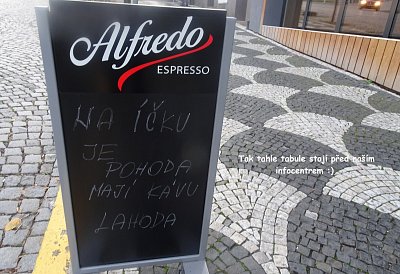 Alfredo
ESPRESSO
NA ÍČKU
JE
POHODA
MAJÍ KÁVU
LAHODA
Tak tahle tabule stojí před naším
infocentrem :)